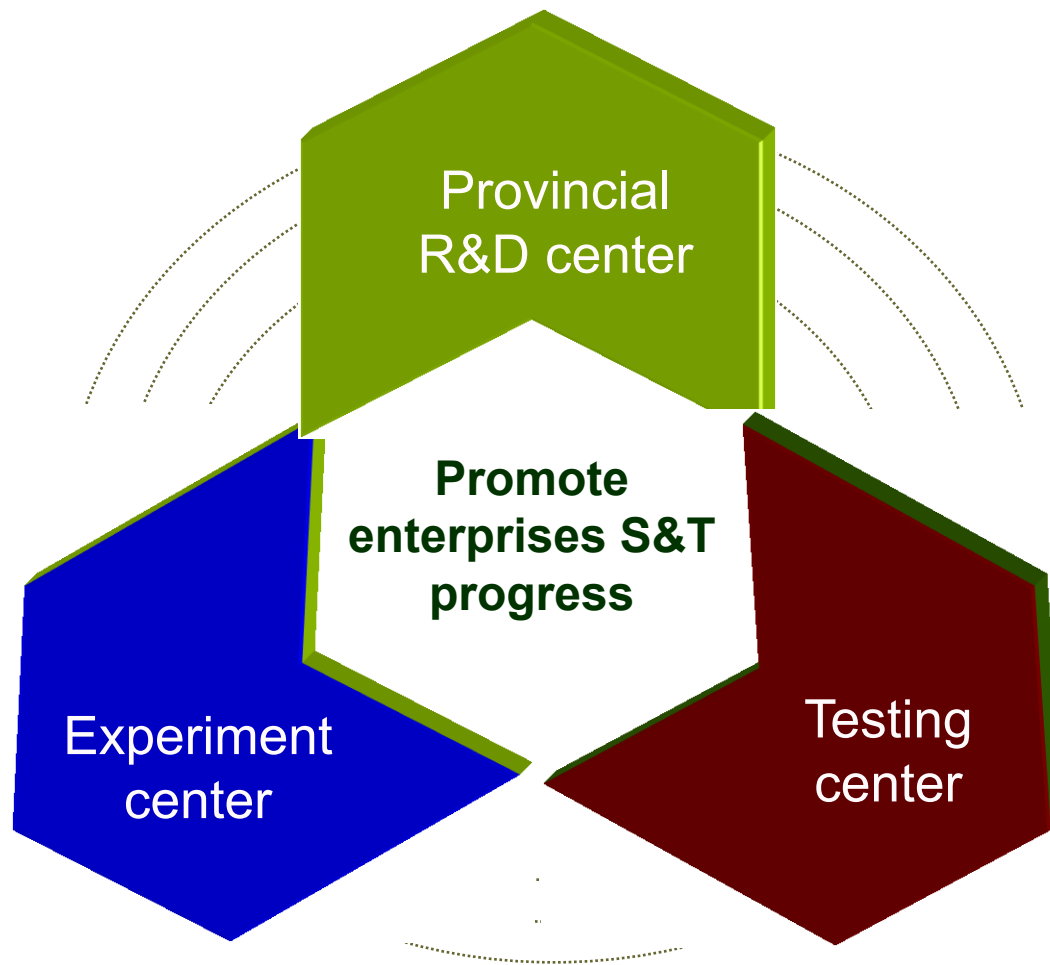 Provincial
R&D center
Promote
enterprises S&T
progress
Experiment
center
Testing
center